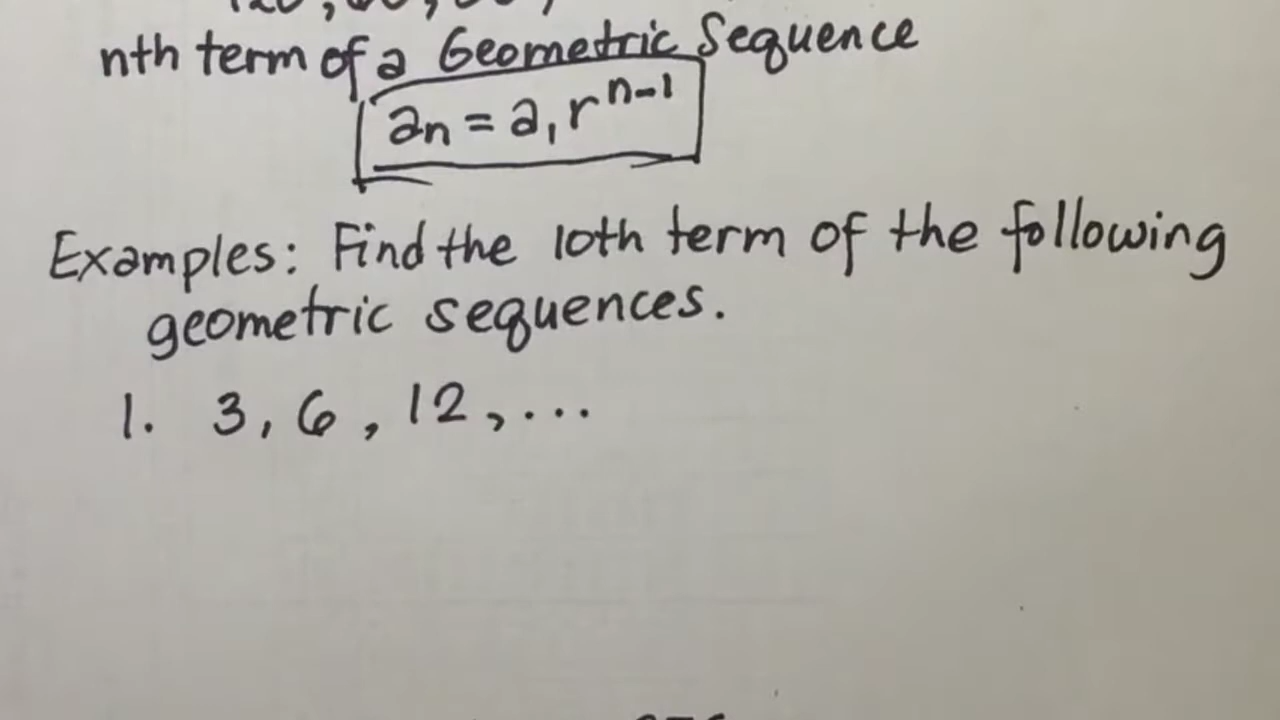 nth term of a Geometric Sequence
an = a₁rⁿ⁻¹
Examples: Find the 10th term of the following
geometric sequences.
1. 3, 6, 12, ...